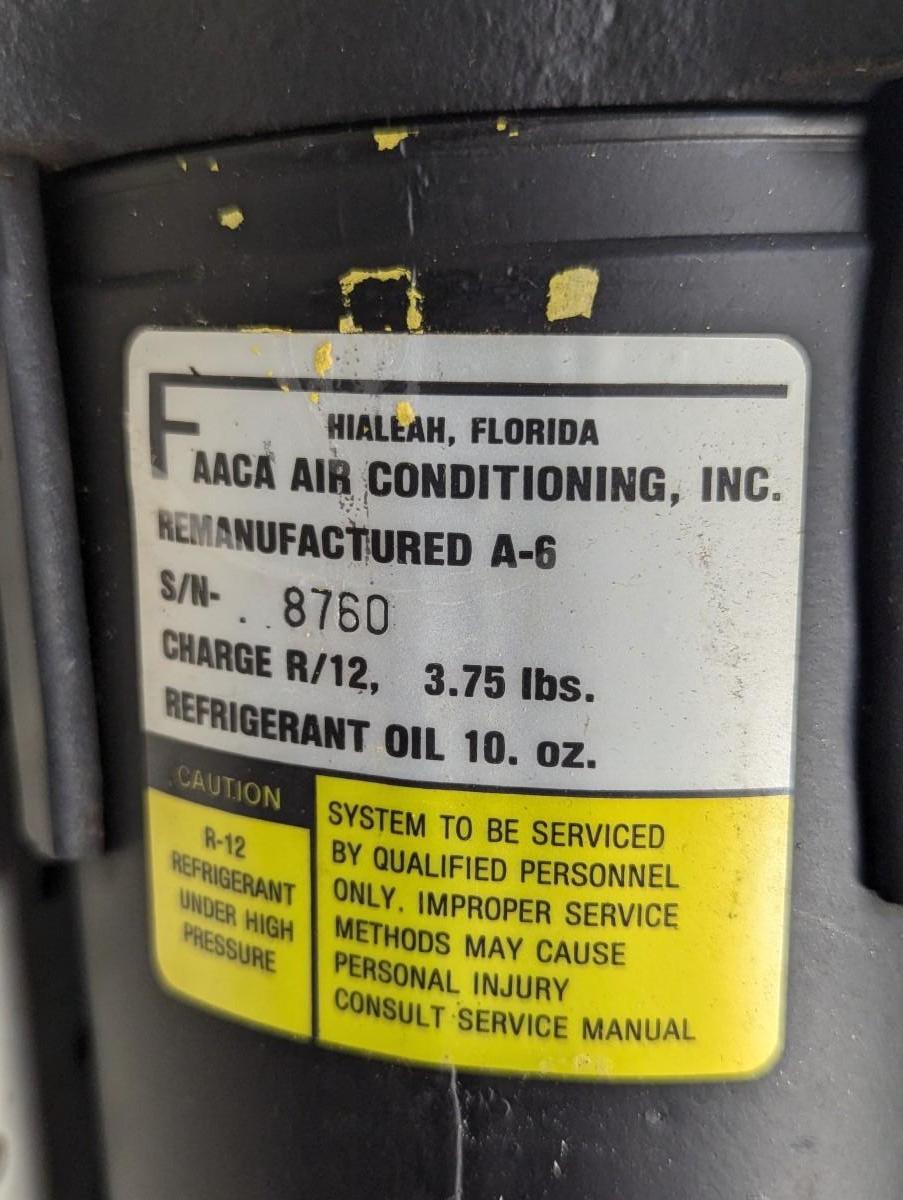 HIALEAH, FLORIDA
FAACA AIR CONDITIONING, INC.
REMANUFACTURED A-6
S/N- 8760
CHARGE R/12, 3.75 lbs.
REFRIGERANT OIL 10. oz.
CAUTION
R-12
REFRIGERANT
UNDER HIGH
PRESSURE
SYSTEM TO BE SERVICED
BY QUALIFIED PERSONNEL
ONLY. IMPROPER SERVICE
METHODS MAY CAUSE
PERSONAL INJURY
CONSULT SERVICE MANUAL